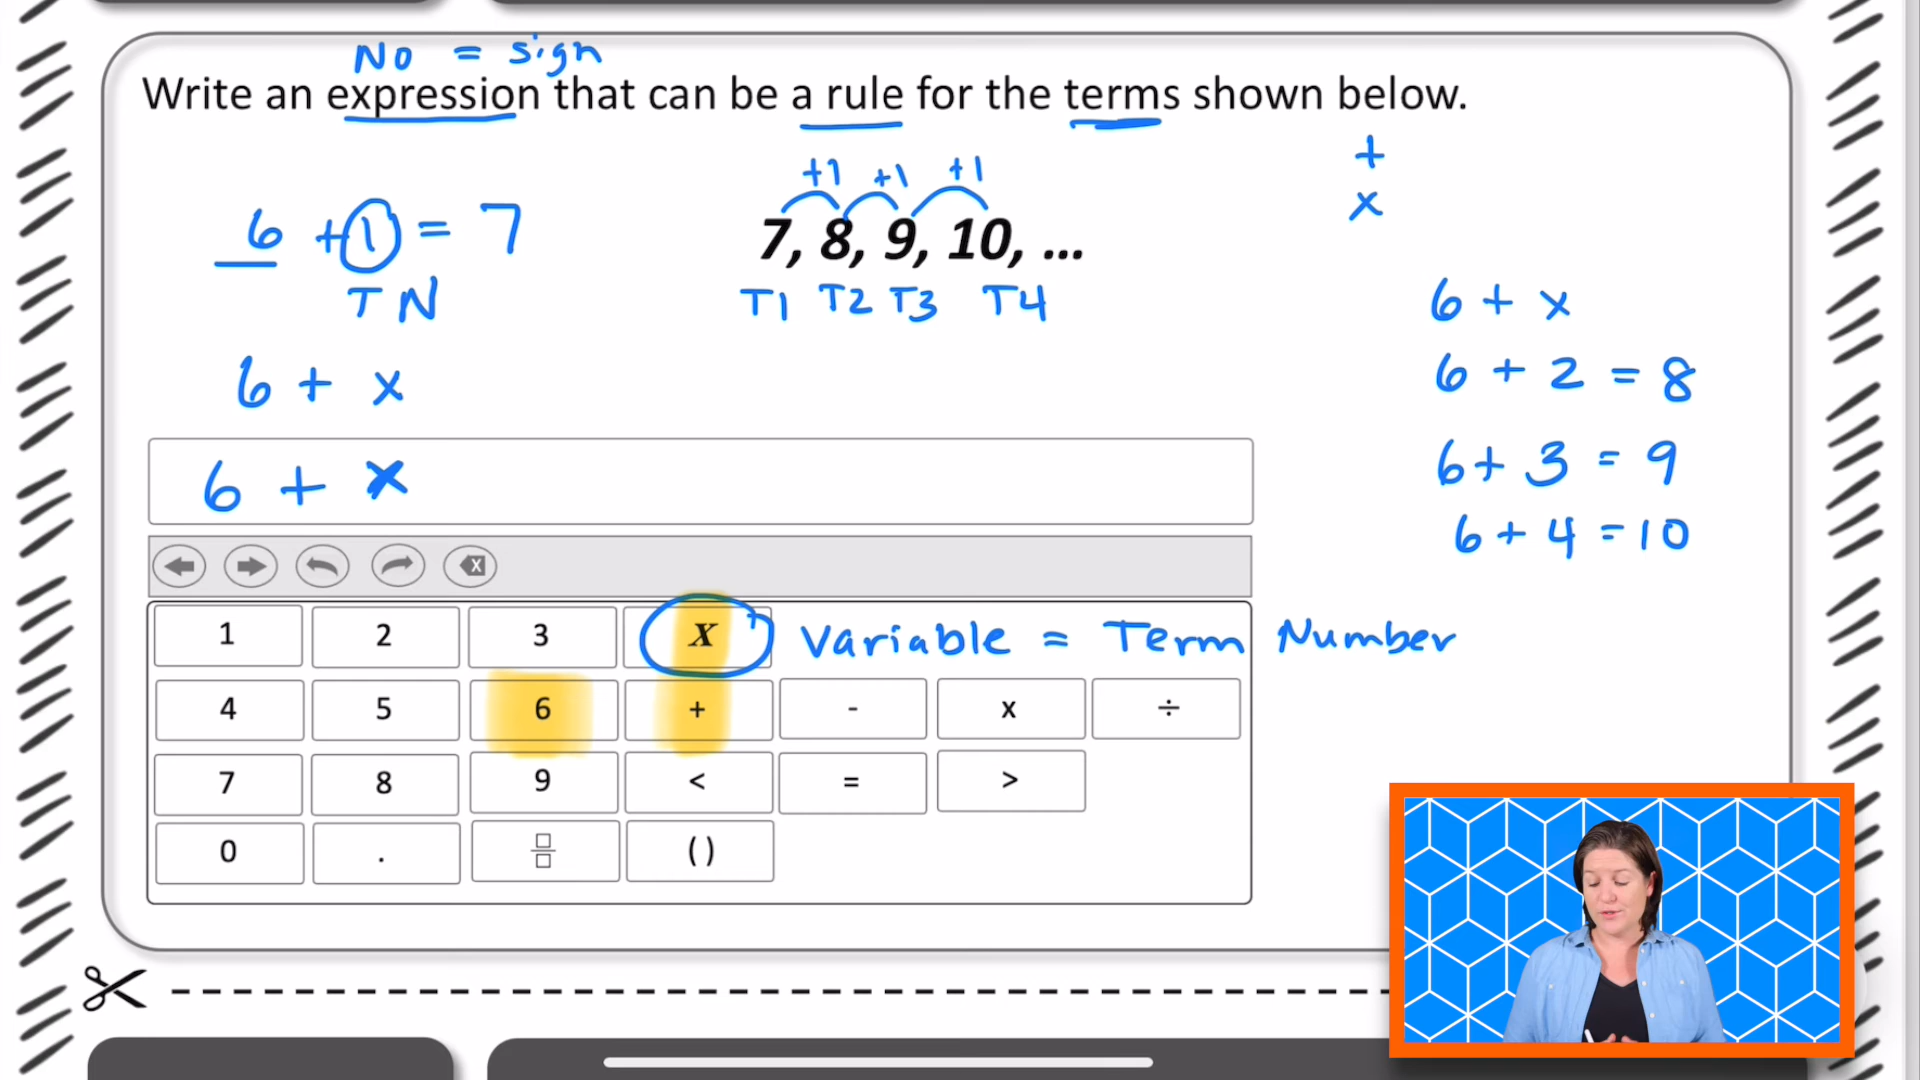 No = sign
Write an expression that can be a rule for the terms shown below.
+1 +1 +1
+
x
6 + 1 = 7
7, 8, 9, 10, ...
T N
T1 T2 T3 T4
6 + x
6 + x
6 + 2 = 8
6 + x
6 + 3 = 9
6 + 4 = 10
X
1 2 3 X Variable = Term Number
4 5 6 + - x ÷
7 8 9 < = >
0 . ( )